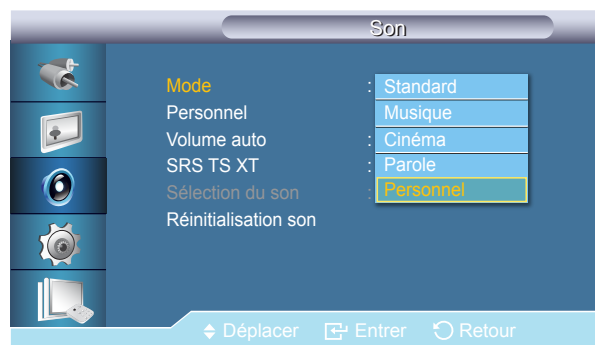 Son
Mode : Standard
Personnel Musique
Volume auto : Cinéma
SRS TS XT : Parole
Sélection du son : Personnel
Réinitialisation son
Déplacer Entrer Retour